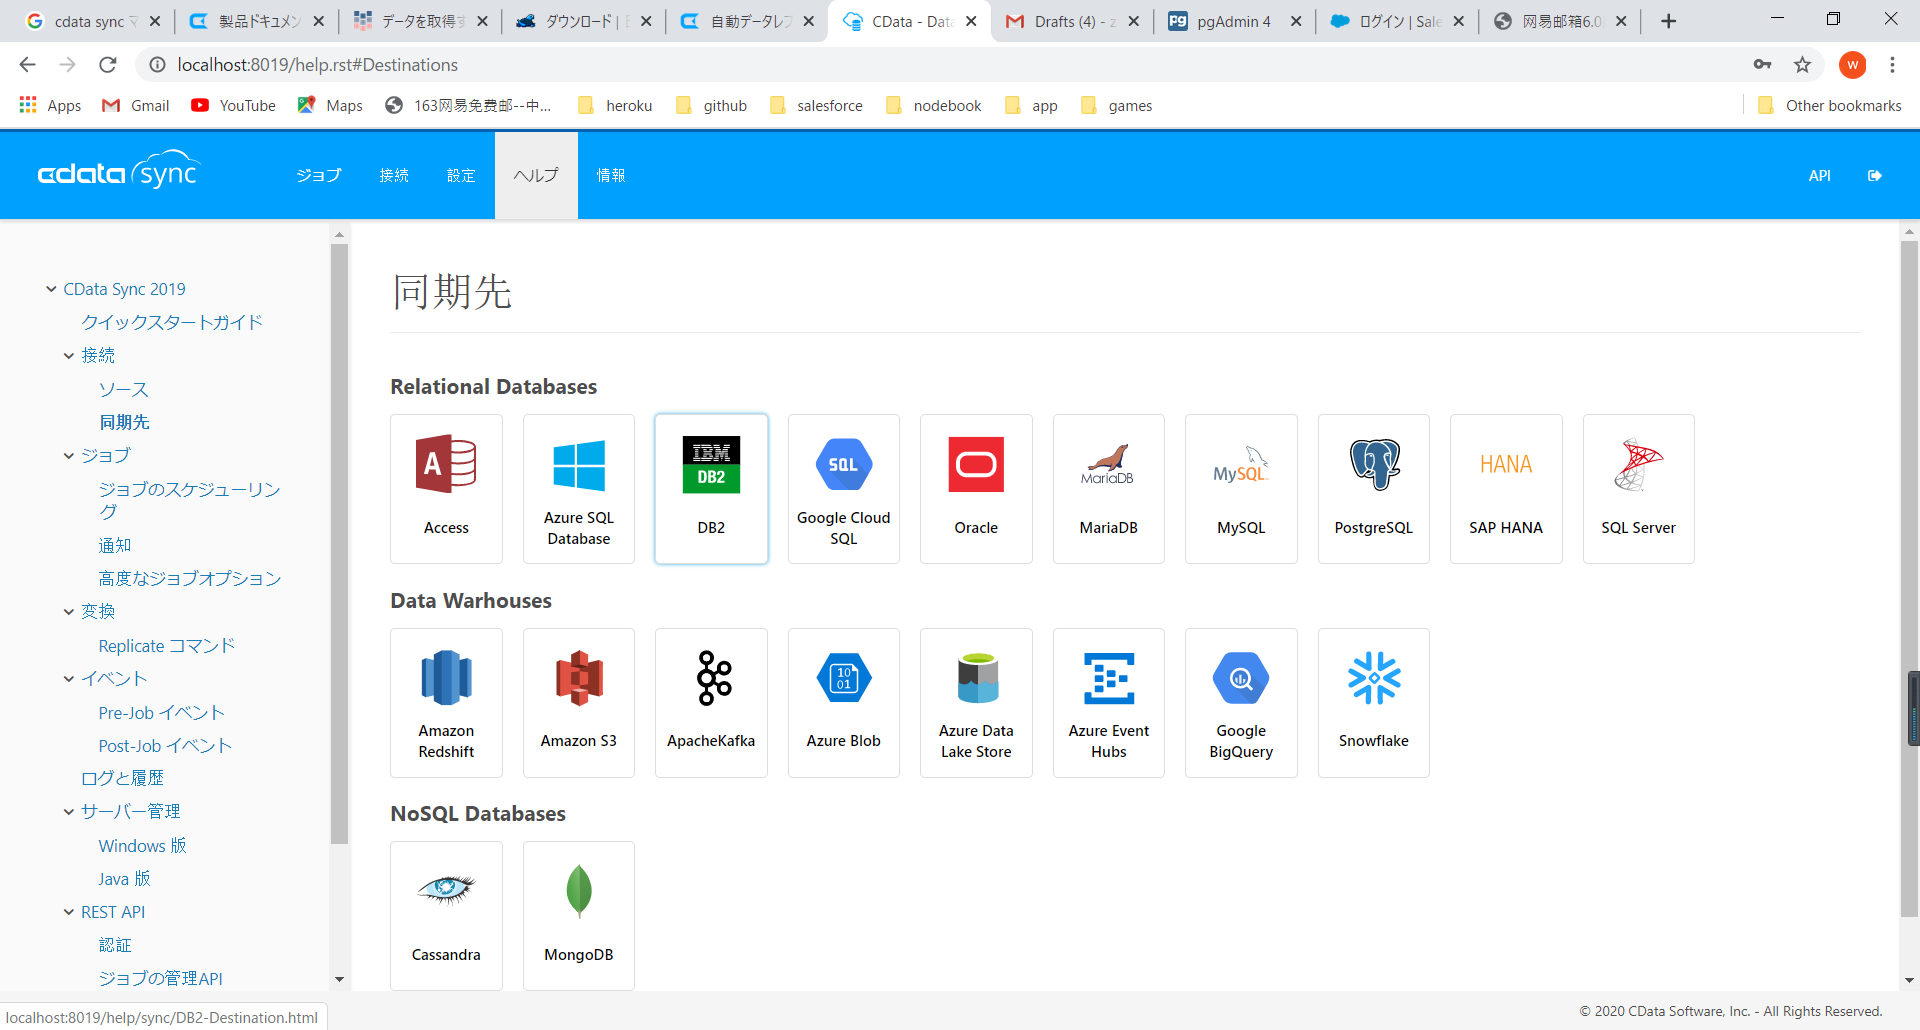 cdata sync マ
製品ドキュメン
データを取得す
ダウンロード | E
自動データレプ
CData - Data
Drafts (4) - z
pgAdmin 4
ログイン | Sale
网易邮箱6.0
localhost:8019/help.rst#Destinations
w
Apps
Gmail
YouTube
Maps
163网易免费邮--中...
heroku
github
salesforce
nodebook
app
games
Other bookmarks
cdata sync
ジョブ
接続
設定
ヘルプ
情報
API
CData Sync 2019
クイックスタートガイド
接続
ソース
同期先
ジョブ
ジョブのスケジューリン
グ
通知
高度なジョブオプション
変換
Replicate コマンド
イベント
Pre-Job イベント
Post-Job イベント
ログと履歴
サーバー管理
Windows 版
Java 版
REST API
認証
ジョブの管理API
同期先
Relational Databases
A
IBM
DB2
SQL
MariaDB
MySQL
HANA
Access
Azure SQL
Database
DB2
Google Cloud
SQL
Oracle
MariaDB
MySQL
PostgreSQL
SAP HANA
SQL Server
Data Warhouses
10
01
Amazon
Redshift
Amazon S3
ApacheKafka
Azure Blob
Azure Data
Lake Store
Azure Event
Hubs
Google
BigQuery
Snowflake
NoSQL Databases
Cassandra
MongoDB
localhost:8019/help/sync/DB2-Destination.html
© 2020 CData Software, Inc. - All Rights Reserved.